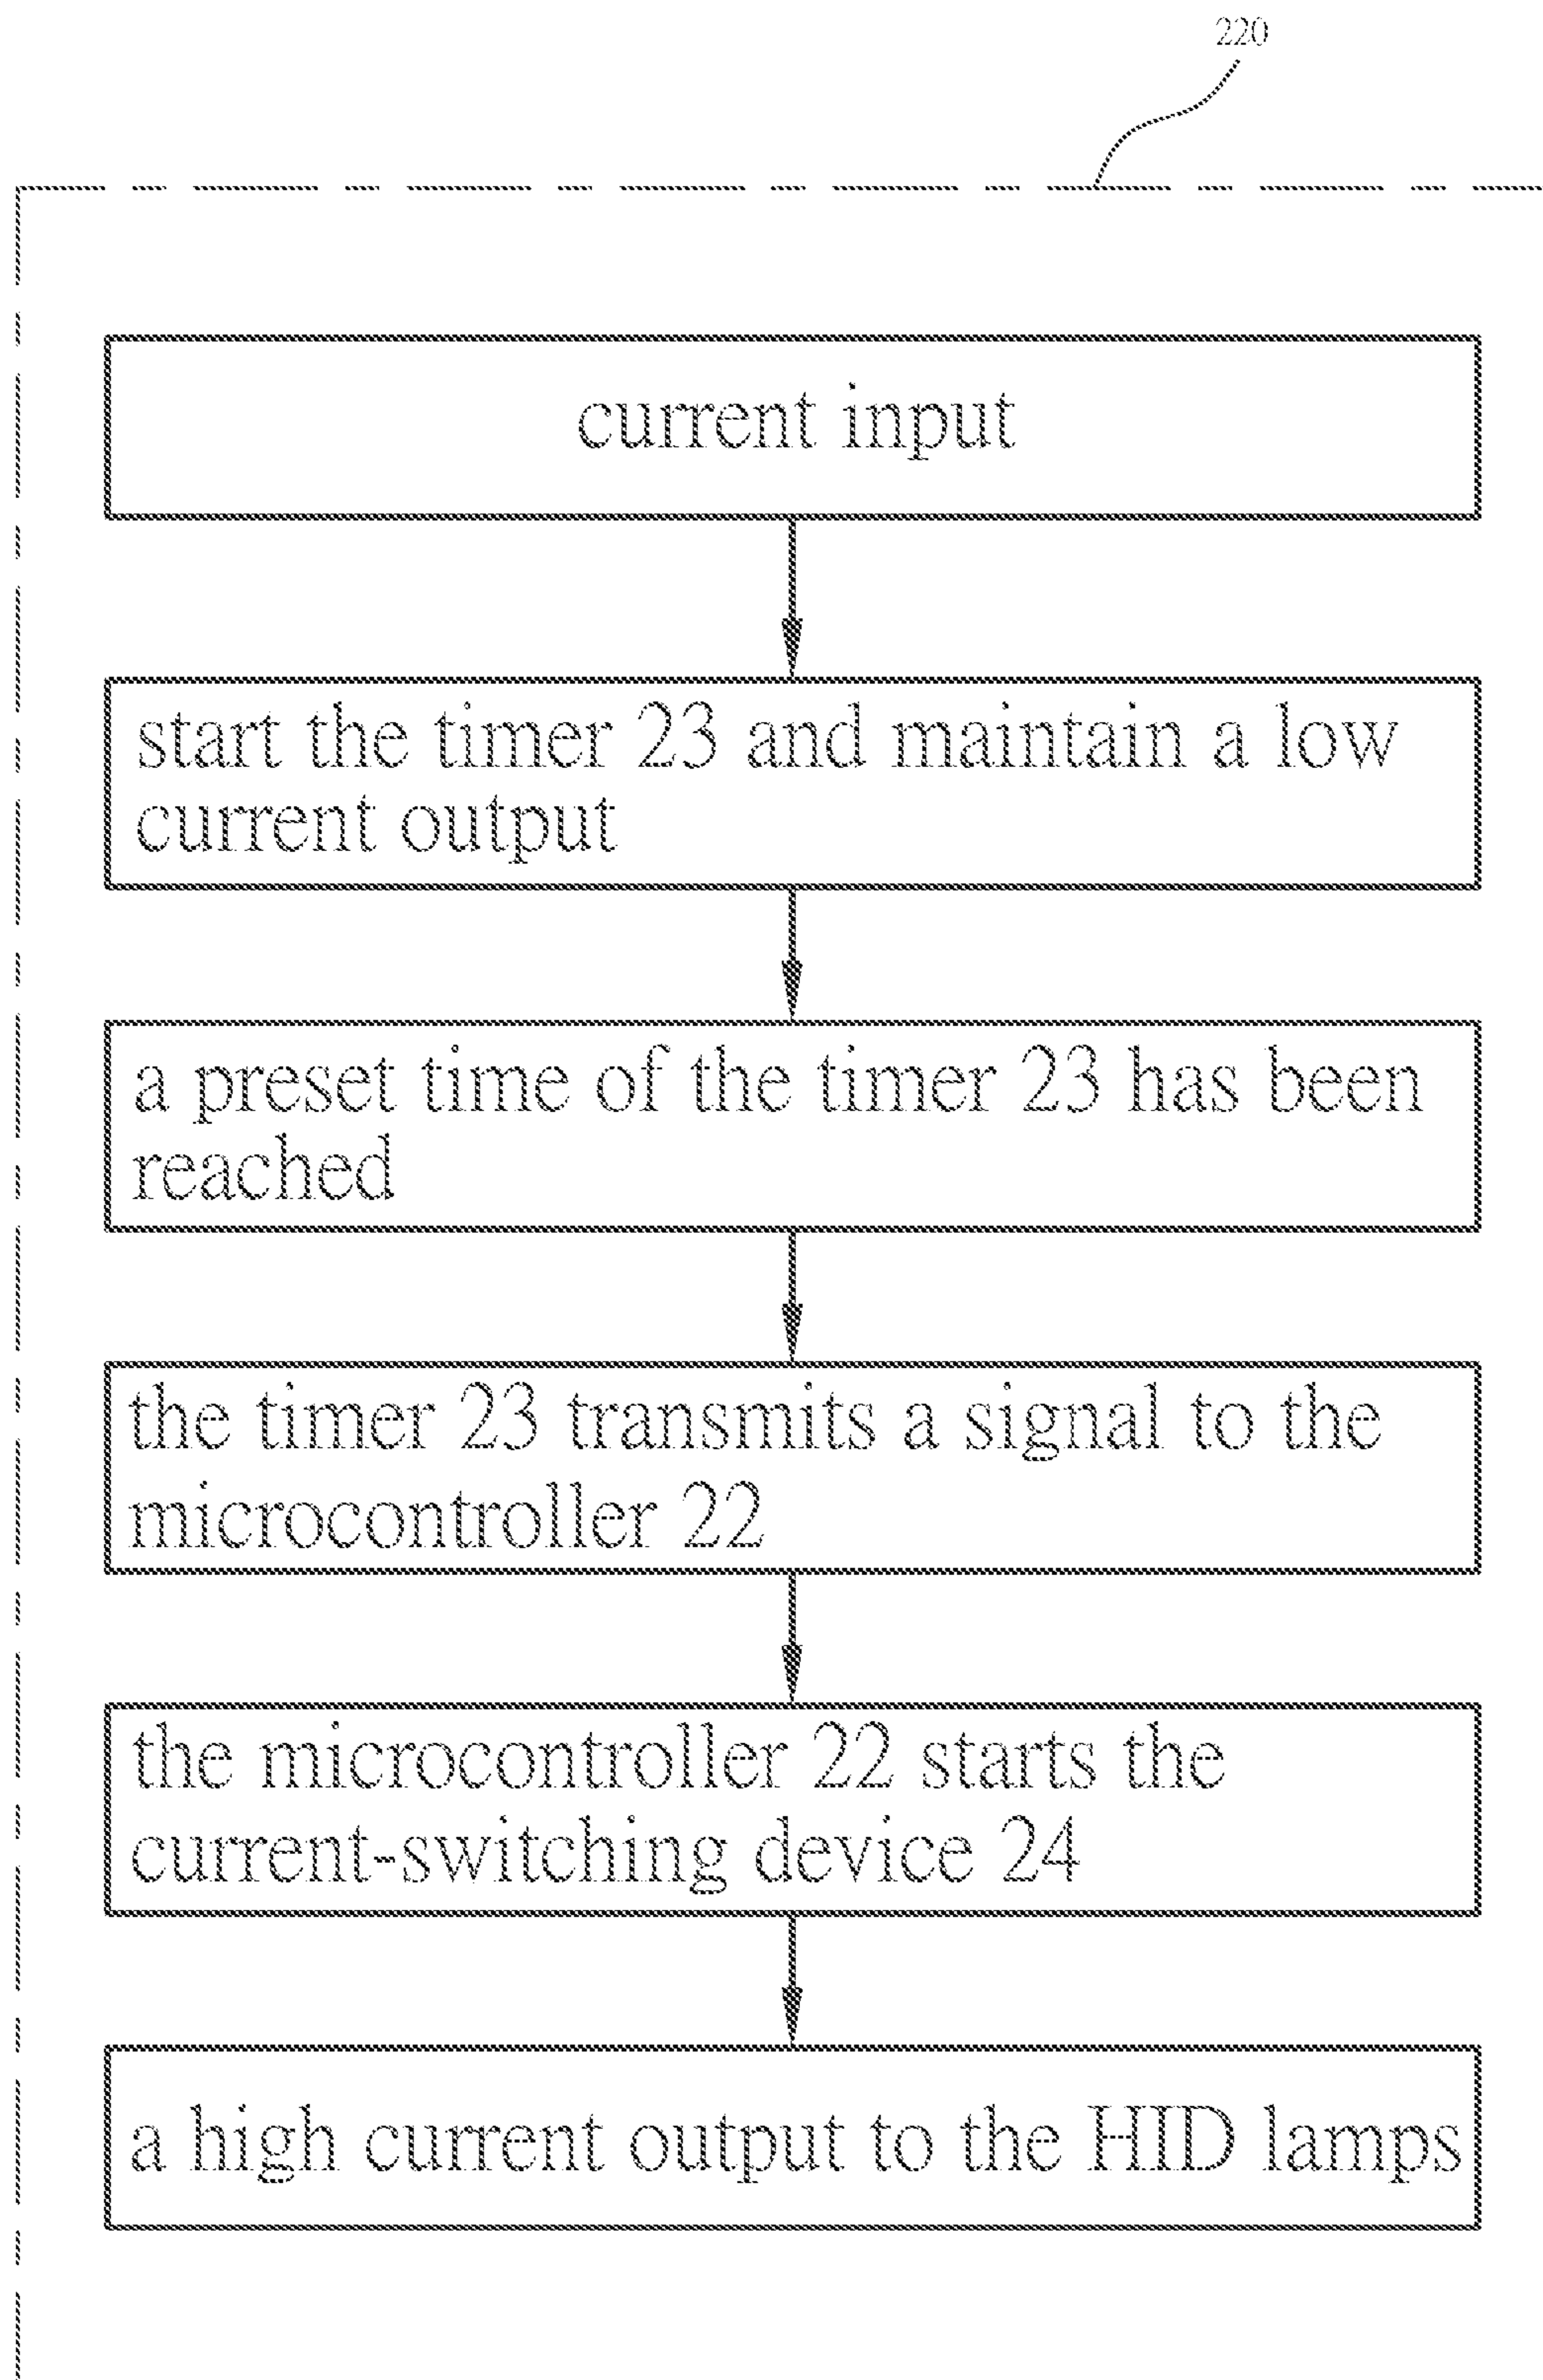 220
current input
start the timer 23 and maintain a low
current output
a preset time of the timer 23 has been
reached
the timer 23 transmits a signal to the
microcontroller 22
the microcontroller 22 starts the
current-switching device 24
a high current output to the HID lamps